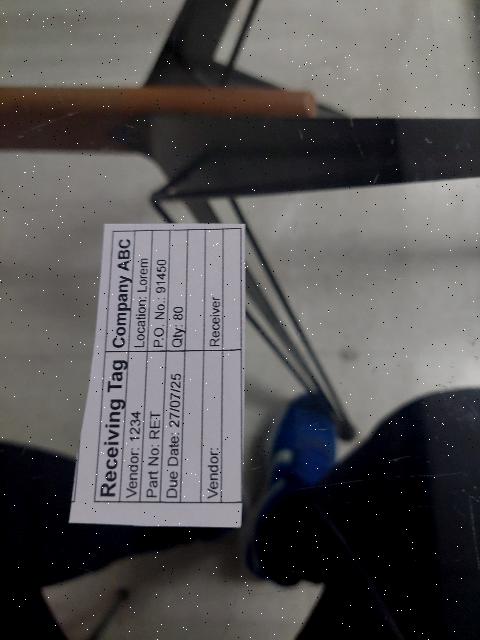 Receiving Tag Company ABC
Vendor: 1234 Location: Lorem
Part No: RET P.O. No.: 91450
Due Date: 27/07/25 Qty: 80
Vendor: Receiver